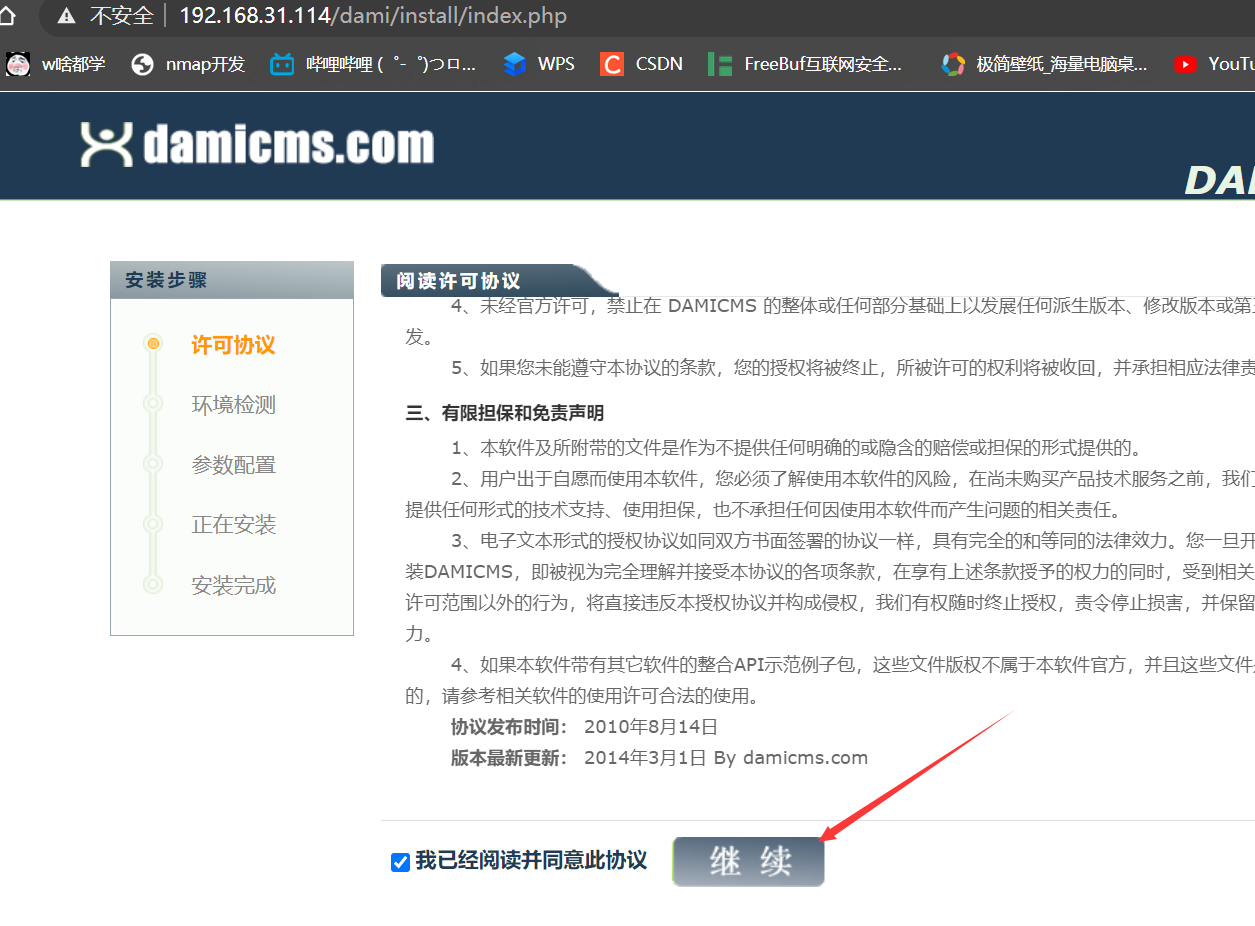 不安全 192.168.31.114/dami/install/index.php
w啥都学 nmap开发 哔哩哔哩 (゜-゜)つロ... WPS CSDN FreeBuf互联网安全... 极简壁纸_海量电脑桌... YouTu
damicms.com
DA
安装步骤
许可协议
环境检测
参数配置
正在安装
安装完成
阅读许可协议
4、未经官方许可，禁止在 DAMICMS 的整体或任何部分基础上以发展任何派生版本、修改版本或第三
发。
5、如果您未能遵守本协议的条款，您的授权将被终止，所被许可的权利将被收回，并承担相应法律责
三、有限担保和免责声明
1、本软件及所附带的文件是作为不提供任何明确的或隐含的赔偿或担保的形式提供的。
2、用户出于自愿而使用本软件，您必须了解使用本软件的风险，在尚未购买产品技术服务之前，我们
提供任何形式的技术支持、使用担保，也不承担任何因使用本软件而产生问题的相关责任。
3、电子文本形式的授权协议如同双方书面签署的协议一样，具有完全的和等同的法律效力。您一旦开
装DAMICMS，即被视为完全理解并接受本协议的各项条款，在享有上述条款授予的权力的同时，受到相关
许可范围以外的行为，将直接违反本授权协议并构成侵权，我们有权随时终止授权，责令停止损害，并保留
力。
4、如果本软件带有其它软件的整合API示范例子包，这些文件版权不属于本软件官方，并且这些文件
的，请参考相关软件的使用许可合法的使用。
协议发布时间： 2010年8月14日
版本最新更新： 2014年3月1日 By damicms.com
我已经阅读并同意此协议 继续